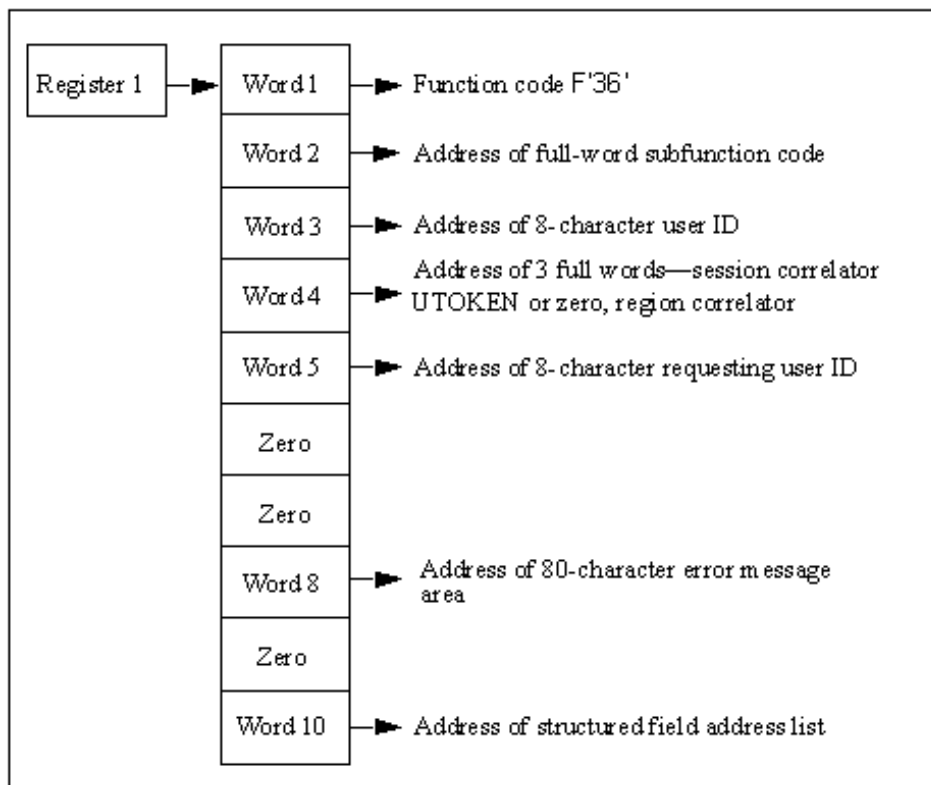 Register 1
Word 1
Function code F'36'
Word 2
Address of full-word subfunction code
Word 3
Address of 8-character user ID
Word 4
Address of 3 full words—session correlator
UTOKEN or zero, region correlator
Word 5
Address of 8-character requesting user ID
Zero
Zero
Word 8
Address of 80-character error message
area
Zero
Word 10
Address of structured field address list